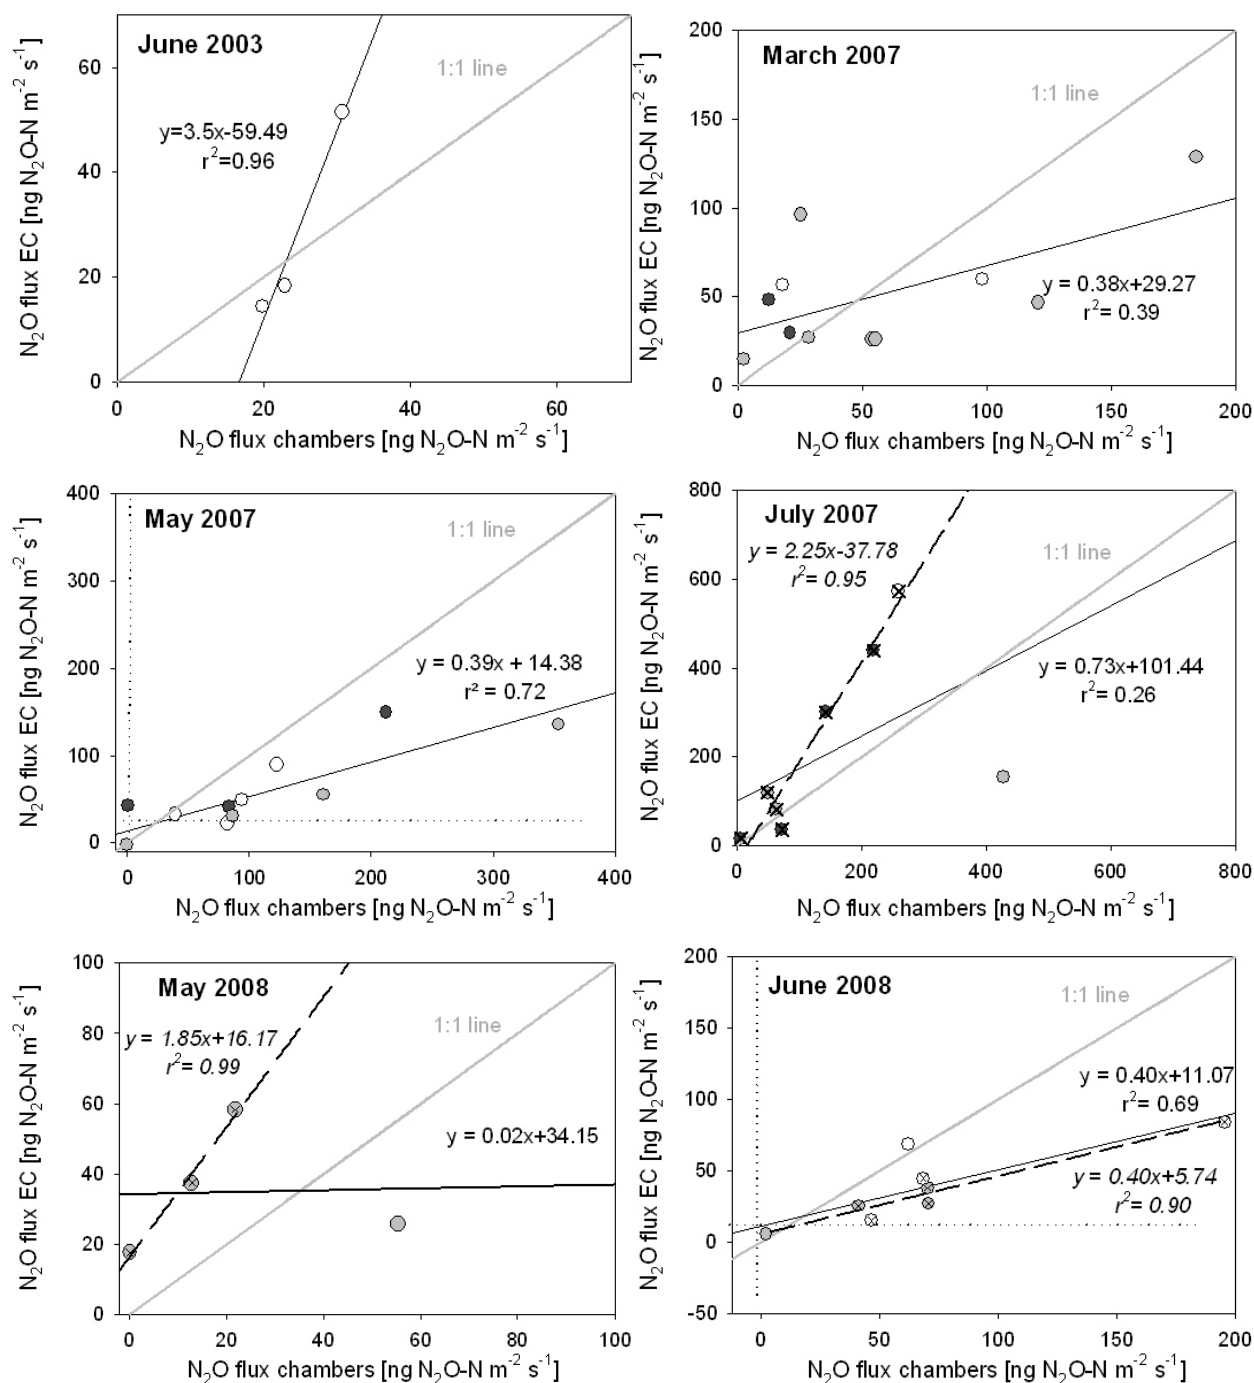 June 2003
1:1 line
y=3.5x-59.49
r²=0.96
60
40
20
0
0 20 40 60
N₂O flux EC [ng N₂O-N m⁻² s⁻¹]
N₂O flux chambers [ng N₂O-N m⁻² s⁻¹]
March 2007
1:1 line
y = 0.38x+29.27
r²= 0.39
200
150
100
50
0
0 50 100 150 200
N₂O flux EC [ng N₂O-N m⁻² s⁻¹]
N₂O flux chambers [ng N₂O-N m⁻² s⁻¹]
May 2007
1:1 line
y = 0.39x + 14.38
r² = 0.72
400
300
200
100
0
0 100 200 300 400
N₂O flux EC [ng N₂O-N m⁻² s⁻¹]
N₂O flux chambers [ng N₂O-N m⁻² s⁻¹]
July 2007
y = 2.25x-37.78
r²= 0.95
1:1 line
y = 0.73x+101.44
r²= 0.26
800
600
400
200
0
0 200 400 600 800
N₂O flux EC [ng N₂O-N m⁻² s⁻¹]
N₂O flux chambers [ng N₂O-N m⁻² s⁻¹]
May 2008
y = 1.85x+16.17
r²= 0.99
1:1 line
y = 0.02x+34.15
100
80
60
40
20
0
0 20 40 60 80 100
N₂O flux EC [ng N₂O-N m⁻² s⁻¹]
N₂O flux chambers [ng N₂O-N m⁻² s⁻¹]
June 2008
1:1 line
y = 0.40x+11.07
r²= 0.69
y = 0.40x+5.74
r²= 0.90
200
150
100
50
0
-50
0 50 100 150 200
N₂O flux EC [ng N₂O-N m⁻² s⁻¹]
N₂O flux chambers [ng N₂O-N m⁻² s⁻¹]